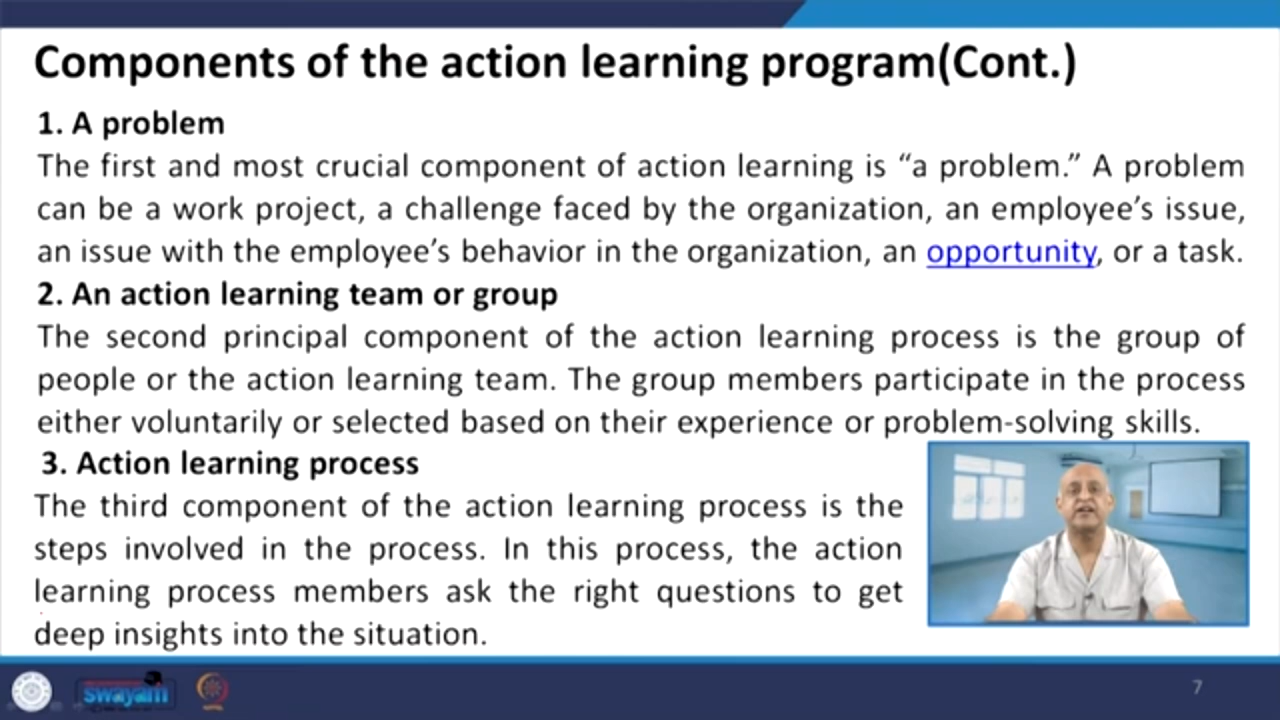 Components of the action learning program(Cont.)
1. A problem
The first and most crucial component of action learning is “a problem.” A problem
can be a work project, a challenge faced by the organization, an employee’s issue,
an issue with the employee’s behavior in the organization, an opportunity, or a task.
2. An action learning team or group
The second principal component of the action learning process is the group of
people or the action learning team. The group members participate in the process
either voluntarily or selected based on their experience or problem-solving skills.
3. Action learning process
The third component of the action learning process is the
steps involved in the process. In this process, the action
learning process members ask the right questions to get
deep insights into the situation.
swayam
7